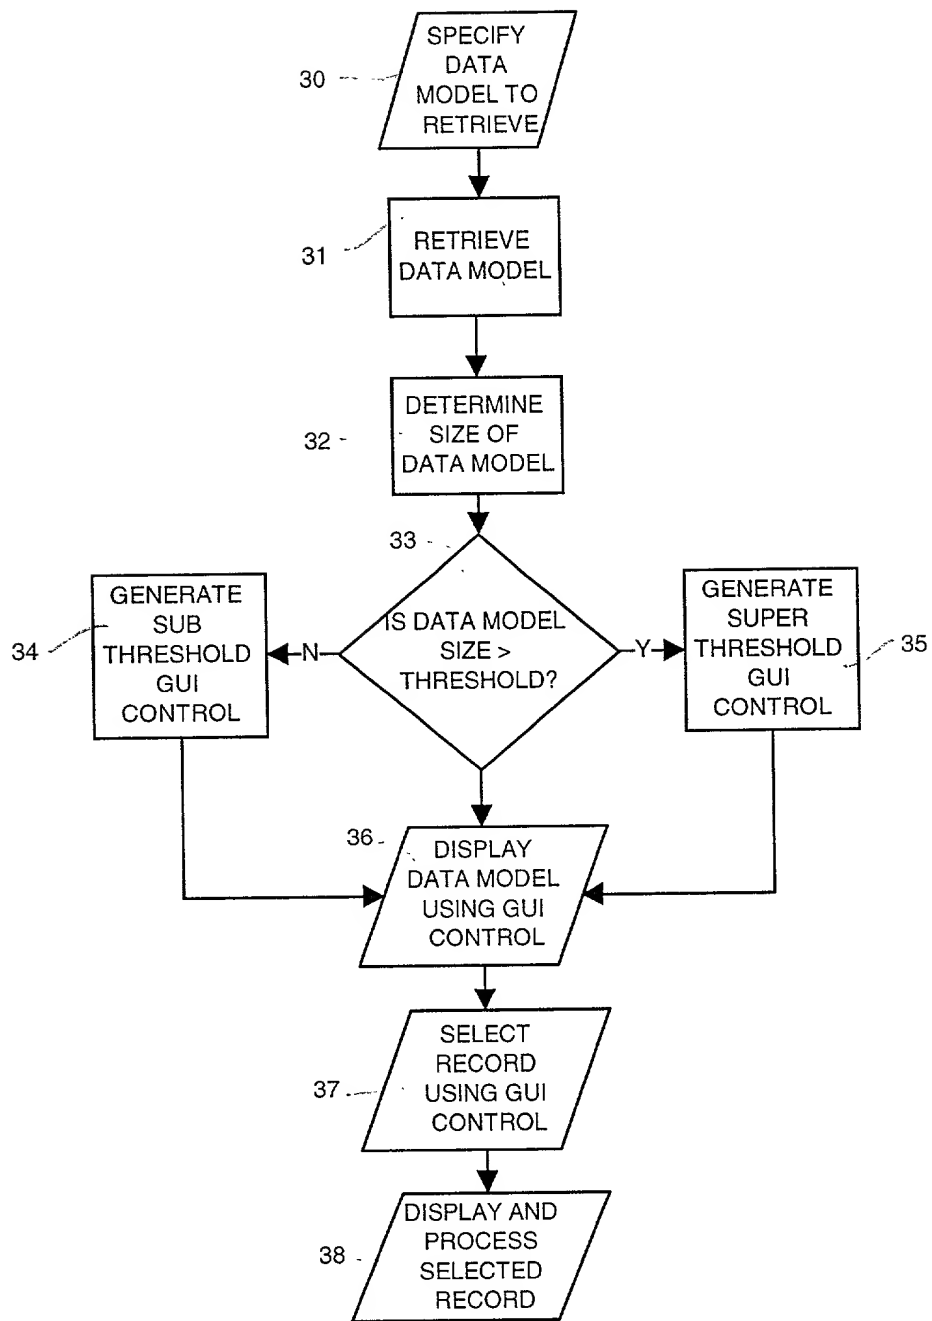 SPECIFY
DATA
MODEL TO
RETRIEVE
30
RETRIEVE
DATA MODEL
31
DETERMINE
SIZE OF
DATA MODEL
32
33
IS DATA MODEL
SIZE >
THRESHOLD?
N
Y
GENERATE
SUB
THRESHOLD
GUI
CONTROL
34
GENERATE
SUPER
THRESHOLD
GUI
CONTROL
35
36
DISPLAY
DATA MODEL
USING GUI
CONTROL
SELECT
RECORD
USING GUI
CONTROL
37
DISPLAY AND
PROCESS
SELECTED
RECORD
38